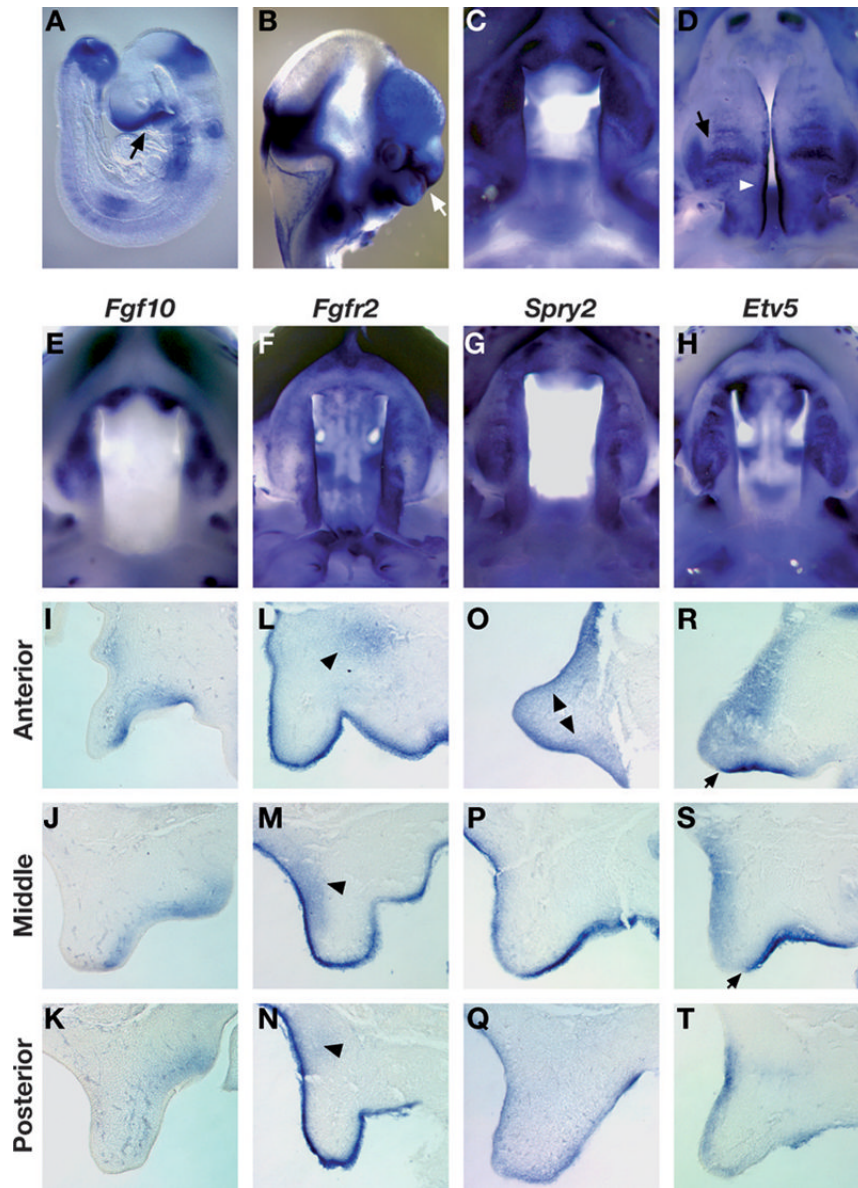 A B C D
Fgf10 Fgfr2 Spry2 Etv5
E F G H
Anterior I L O R
Middle J M P S
Posterior K N Q T